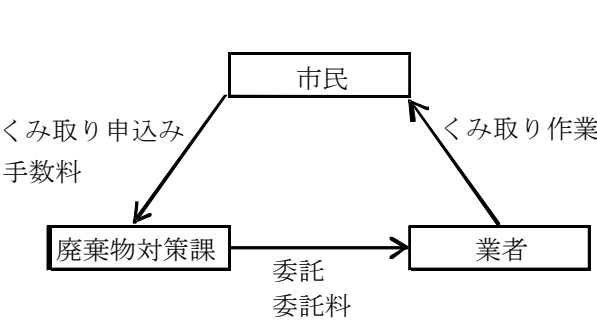 市民
くみ取り申込み
手数料
くみ取り作業
廃棄物対策課
業者
委託
委託料